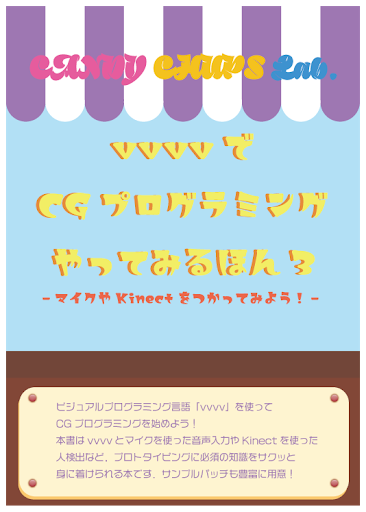 CANDY CHUPS Lab.
vvvv で
CG プログラミング
やってみるほん 3
- マイクや Kinect をつかってみよう！ -
ビジュアルプログラミング言語「vvvv」を使って
CG プログラミングを始めよう！
本書は vvvv とマイクを使った音声入力や Kinect を使った
人検出など、プロトタイピングに必須の知識をサクッと
身に着けられる本です、サンプルパッチも豊富に用意！